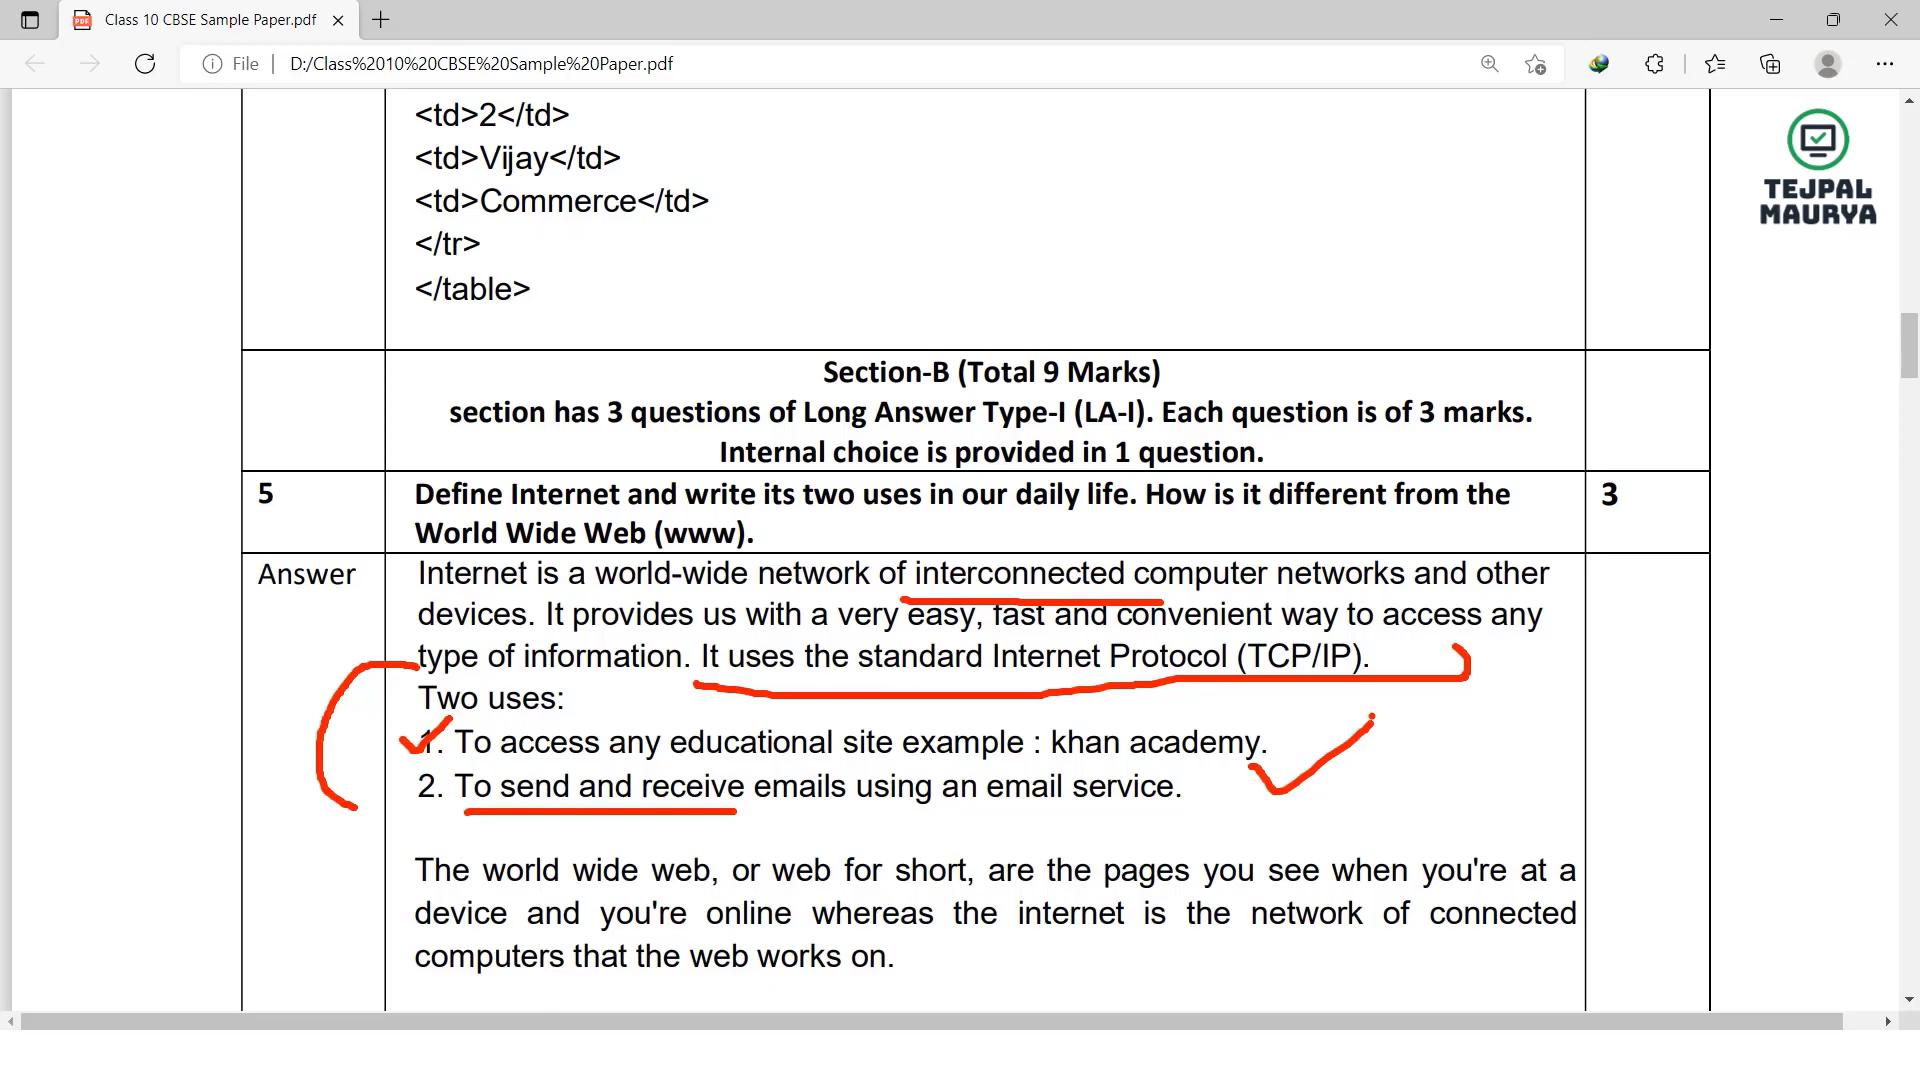 Class 10 CBSE Sample Paper.pdf
File
D:/Class%2010%20CBSE%20Sample%20Paper.pdf
<td>2</td>
<td>Vijay</td>
<td>Commerce</td>
</tr>
</table>
TEJPAL
MAURYA
Section-B (Total 9 Marks)
section has 3 questions of Long Answer Type-I (LA-I). Each question is of 3 marks.
Internal choice is provided in 1 question.
5 Define Internet and write its two uses in our daily life. How is it different from the 3
World Wide Web (www).
Answer Internet is a world-wide network of interconnected computer networks and other
devices. It provides us with a very easy, fast and convenient way to access any
type of information. It uses the standard Internet Protocol (TCP/IP).
Two uses:
1. To access any educational site example : khan academy.
2. To send and receive emails using an email service.
The world wide web, or web for short, are the pages you see when you're at a
device and you're online whereas the internet is the network of connected
computers that the web works on.